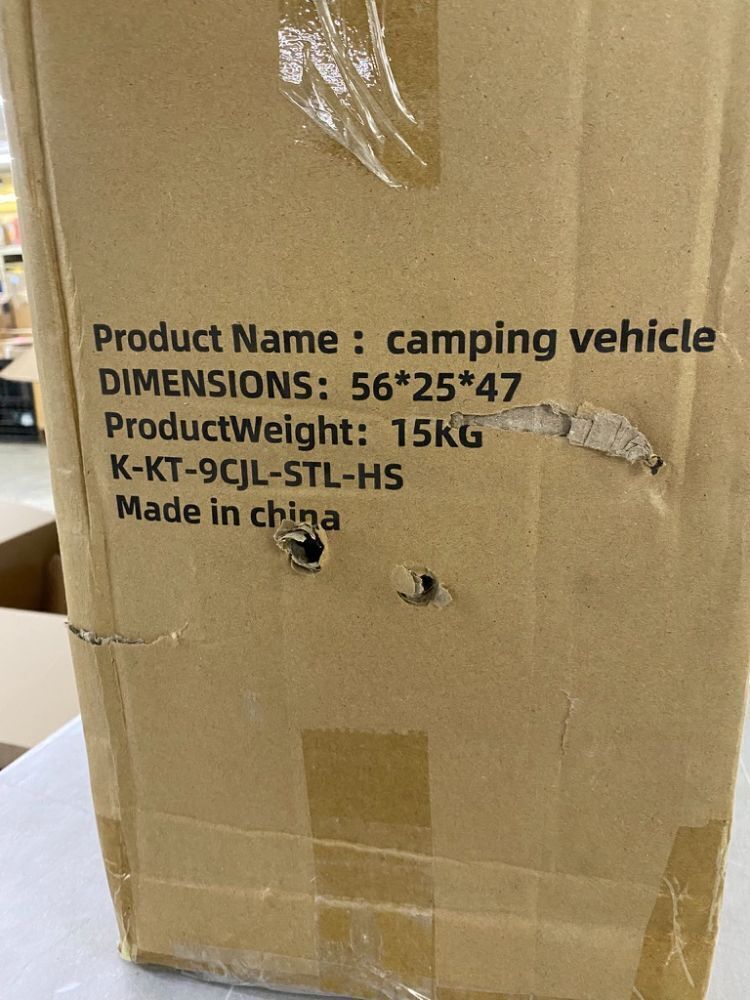 Product Name： camping vehicle
DIMENSIONS： 56*25*47
ProductWeight： 15KG
K-KT-9CJL-STL-HS
Made in china